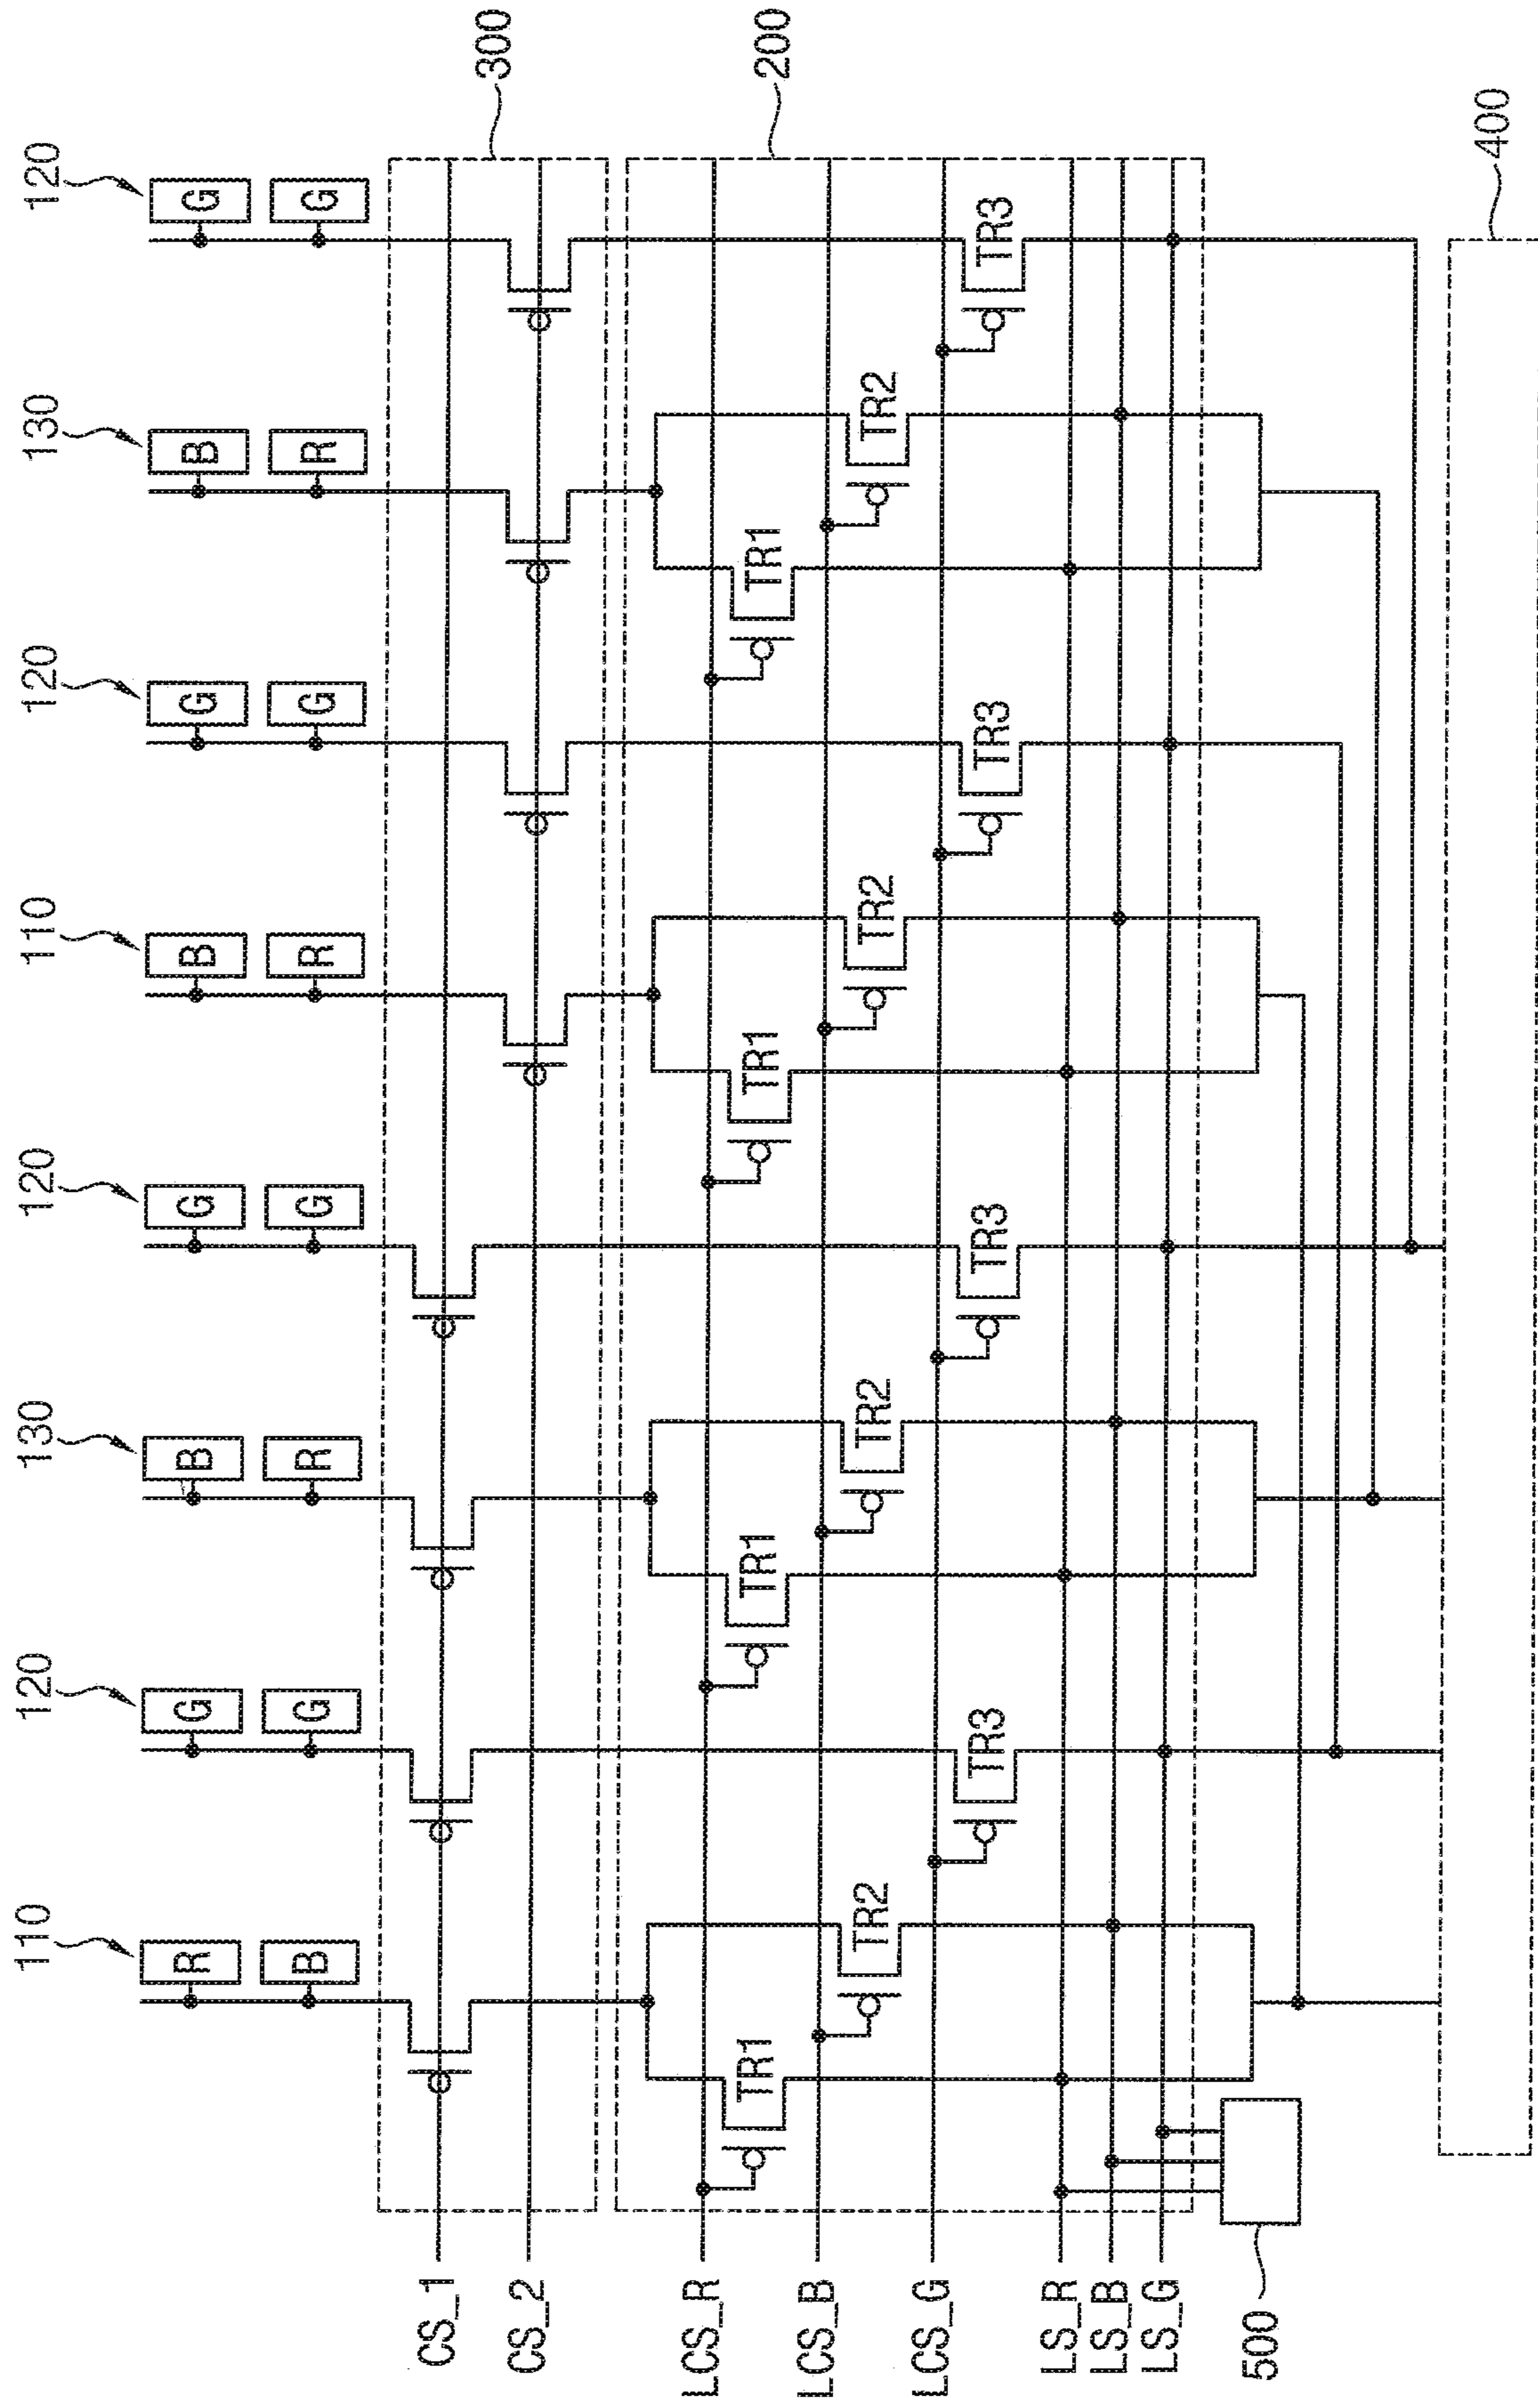 110 120 130 120 110 120 130 120
R G B G B G B G
B G R G R G R G
CS_1
300
CS_2
LCS_R
TR1 TR1 TR1 TR1
200
LCS_B
TR2 TR2 TR2 TR2
LCS_G
TR3 TR3 TR3 TR3
LS_R
LS_B
LS_G
500
400